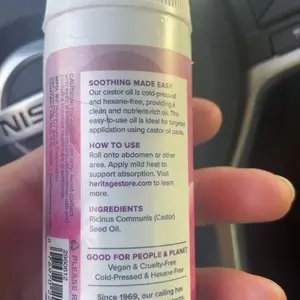 NIS
SOOTHING MADE EASY
Our castor oil is cold-pressed
and hexane-free, providing a
clean and nutrient-rich oil. This
easy-to-use oil is ideal for targeted
application using castor oil packs.
HOW TO USE
Roll onto abdomen or other
area. Apply mild heat to
support absorption. Visit
heritagestore.com to learn
more.
INGREDIENTS
Ricinus Communis (Castor)
Seed Oil.
GOOD FOR PEOPLE & PLANET
Vegan & Cruelty-Free
Cold-Pressed & Hexane-Free
Since 1969, our calling has
PLEASE R